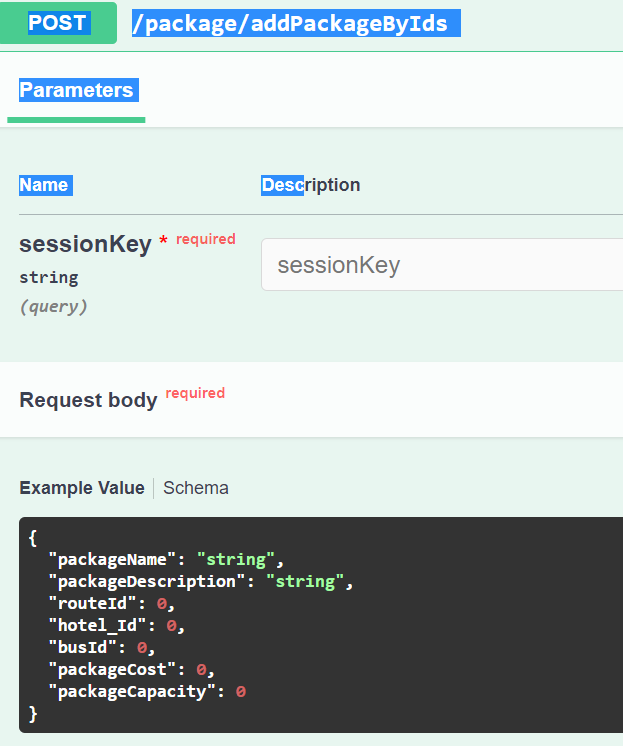 POST /package/addPackageByIds
Parameters
Name Description
sessionKey * required sessionKey
string
(query)
Request body required
Example Value Schema
{
"packageName": "string",
"packageDescription": "string",
"routeId": 0,
"hotel_Id": 0,
"busId": 0,
"packageCost": 0,
"packageCapacity": 0
}